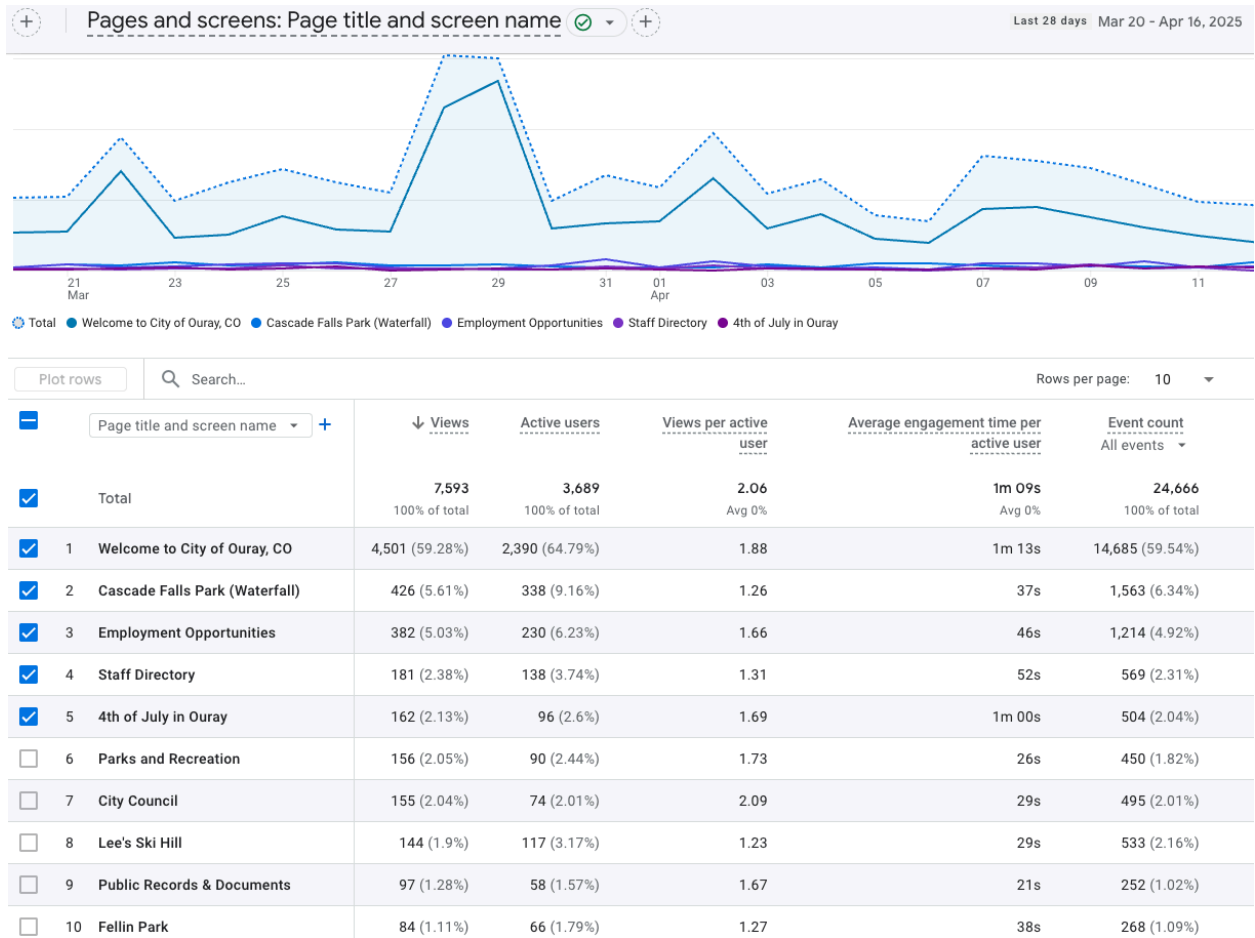 Pages and screens: Page title and screen name
Last 28 days Mar 20 - Apr 16, 2025
21 23 25 27 29 31 01 03 05 07 09 11
Mar Apr
Total Welcome to City of Ouray, CO Cascade Falls Park (Waterfall) Employment Opportunities Staff Directory 4th of July in Ouray
Plot rows Search... Rows per page: 10
Page title and screen name + ↓ Views Active users Views per active user Average engagement time per active user Event count
All events
Total 7,593 3,689 2.06 1m 09s 24,666
100% of total 100% of total Avg 0% Avg 0% 100% of total
1 Welcome to City of Ouray, CO 4,501 (59.28%) 2,390 (64.79%) 1.88 1m 13s 14,685 (59.54%)
2 Cascade Falls Park (Waterfall) 426 (5.61%) 338 (9.16%) 1.26 37s 1,563 (6.34%)
3 Employment Opportunities 382 (5.03%) 230 (6.23%) 1.66 46s 1,214 (4.92%)
4 Staff Directory 181 (2.38%) 138 (3.74%) 1.31 52s 569 (2.31%)
5 4th of July in Ouray 162 (2.13%) 96 (2.6%) 1.69 1m 00s 504 (2.04%)
6 Parks and Recreation 156 (2.05%) 90 (2.44%) 1.73 26s 450 (1.82%)
7 City Council 155 (2.04%) 74 (2.01%) 2.09 29s 495 (2.01%)
8 Lee's Ski Hill 144 (1.9%) 117 (3.17%) 1.23 29s 533 (2.16%)
9 Public Records & Documents 97 (1.28%) 58 (1.57%) 1.67 21s 252 (1.02%)
10 Fellin Park 84 (1.11%) 66 (1.79%) 1.27 38s 268 (1.09%)